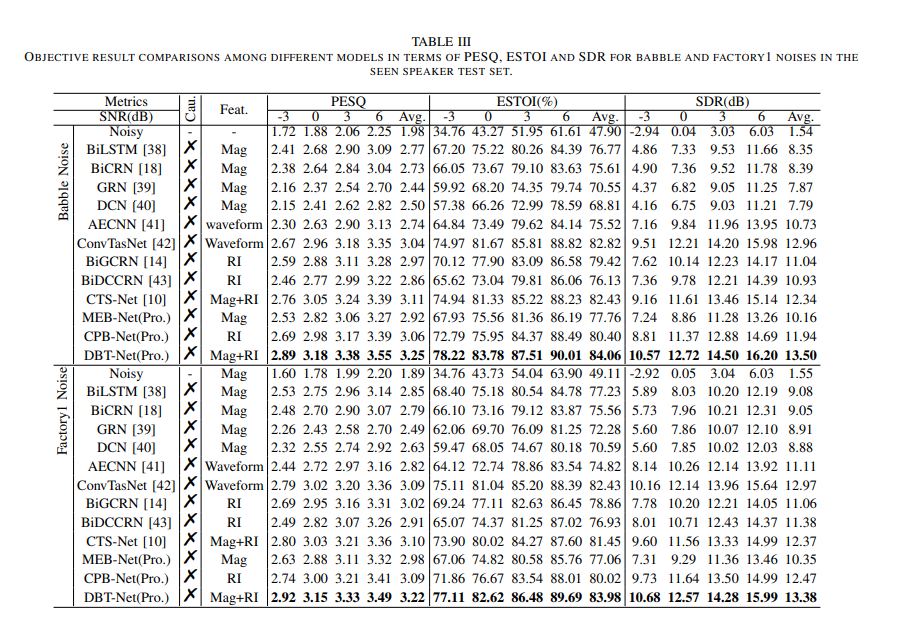 TABLE III
OBJECTIVE RESULT COMPARISONS AMONG DIFFERENT MODELS IN TERMS OF PESQ, ESTOI AND SDR FOR BABBLE AND FACTORY1 NOISES IN THE
SEEN SPEAKER TEST SET.
Metrics Cau. Feat. PESQ ESTOI(%) SDR(dB)
SNR(dB) -3 0 3 6 Avg. -3 0 3 6 Avg. -3 0 3 6 Avg.
Babble Noise
Noisy - - 1.72 1.88 2.06 2.25 1.98 34.76 43.27 51.95 61.61 47.90 -2.94 0.04 3.03 6.03 1.54
BiLSTM [38] ✗ Mag 2.41 2.68 2.90 3.09 2.77 67.20 75.22 80.26 84.39 76.77 4.86 7.33 9.53 11.66 8.35
BiCRN [18] ✗ Mag 2.38 2.64 2.84 3.04 2.73 66.05 73.67 79.10 83.63 75.61 4.90 7.36 9.52 11.78 8.39
GRN [39] ✗ Mag 2.16 2.37 2.54 2.70 2.44 59.92 68.20 74.35 79.74 70.55 4.37 6.82 9.05 11.25 7.87
DCN [40] ✗ Mag 2.15 2.41 2.62 2.82 2.50 57.38 66.26 72.99 78.59 68.81 4.16 6.75 9.03 11.21 7.79
AECNN [41] ✗ waveform 2.30 2.63 2.90 3.13 2.74 64.84 73.49 79.62 84.14 75.52 7.16 9.84 11.96 13.95 10.73
ConvTasNet [42] ✗ Waveform 2.67 2.96 3.18 3.35 3.04 74.97 81.67 85.81 88.82 82.82 9.51 12.21 14.20 15.98 12.96
BiGCRN [14] ✗ RI 2.59 2.88 3.11 3.28 2.97 70.12 77.90 83.09 86.58 79.42 7.62 10.14 12.23 14.17 11.04
BiDCCRN [43] ✗ RI 2.46 2.77 2.99 3.22 2.86 65.62 73.04 79.81 86.06 76.13 7.36 9.78 12.21 14.39 10.93
CTS-Net [10] ✗ Mag+RI 2.76 3.05 3.24 3.39 3.11 74.94 81.33 85.22 88.23 82.43 9.16 11.61 13.46 15.14 12.34
MEB-Net(Pro.) ✗ Mag 2.53 2.82 3.06 3.27 2.92 67.93 75.56 81.36 86.19 77.76 7.24 8.86 11.28 13.26 10.16
CPB-Net(Pro.) ✗ RI 2.69 2.98 3.17 3.39 3.06 72.79 75.95 84.37 88.49 80.40 8.81 11.37 12.88 14.69 11.94
DBT-Net(Pro.) ✗ Mag+RI 2.89 3.18 3.38 3.55 3.25 78.22 83.78 87.51 90.01 84.06 10.57 12.72 14.50 16.20 13.50
Factory1 Noise
Noisy - Mag 1.60 1.78 1.99 2.20 1.89 34.76 43.73 54.04 63.90 49.11 -2.92 0.05 3.04 6.03 1.55
BiLSTM [38] ✗ Mag 2.53 2.75 2.96 3.14 2.85 68.40 75.18 80.54 84.78 77.23 5.89 8.03 10.20 12.19 9.08
BiCRN [18] ✗ Mag 2.48 2.70 2.90 3.07 2.79 66.10 73.16 79.12 83.87 75.56 5.73 7.96 10.21 12.31 9.05
GRN [39] ✗ Mag 2.26 2.43 2.58 2.70 2.49 62.06 69.70 76.09 81.25 72.28 5.60 7.86 10.07 12.10 8.91
DCN [40] ✗ Mag 2.32 2.55 2.74 2.92 2.63 59.47 68.05 74.67 80.18 70.59 5.60 7.85 10.02 12.03 8.88
AECNN [41] ✗ Waveform 2.44 2.72 2.97 3.16 2.82 64.12 72.74 78.86 83.54 74.82 8.14 10.26 12.14 13.92 11.11
ConvTasNet [42] ✗ Waveform 2.79 3.02 3.20 3.36 3.09 75.11 81.04 85.20 88.39 82.43 10.16 12.14 13.96 15.64 12.97
BiGCRN [14] ✗ RI 2.69 2.95 3.16 3.31 3.02 69.24 77.11 82.63 86.45 78.86 7.78 10.20 12.21 14.05 11.06
BiDCCRN [43] ✗ RI 2.49 2.82 3.07 3.26 2.91 65.07 74.37 81.25 87.02 76.93 8.01 10.71 12.43 14.37 11.38
CTS-Net [10] ✗ Mag+RI 2.80 3.03 3.21 3.36 3.10 73.90 80.02 84.27 87.60 81.45 9.60 11.56 13.33 14.99 12.37
MEB-Net(Pro.) ✗ Mag 2.63 2.88 3.11 3.32 2.98 67.06 74.82 80.58 85.76 77.06 7.31 9.29 11.36 13.46 10.35
CPB-Net(Pro.) ✗ RI 2.74 3.00 3.21 3.41 3.09 71.86 76.67 83.54 88.01 80.02 9.73 11.64 13.50 14.99 12.47
DBT-Net(Pro.) ✗ Mag+RI 2.92 3.15 3.33 3.49 3.22 77.11 82.62 86.48 89.69 83.98 10.68 12.57 14.28 15.99 13.38